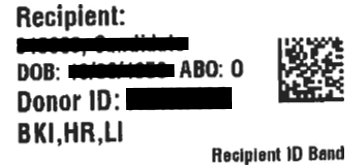 Recipient:
DOB: ABO: O
Donor ID:
BKI,HR,LI
Recipient ID Band